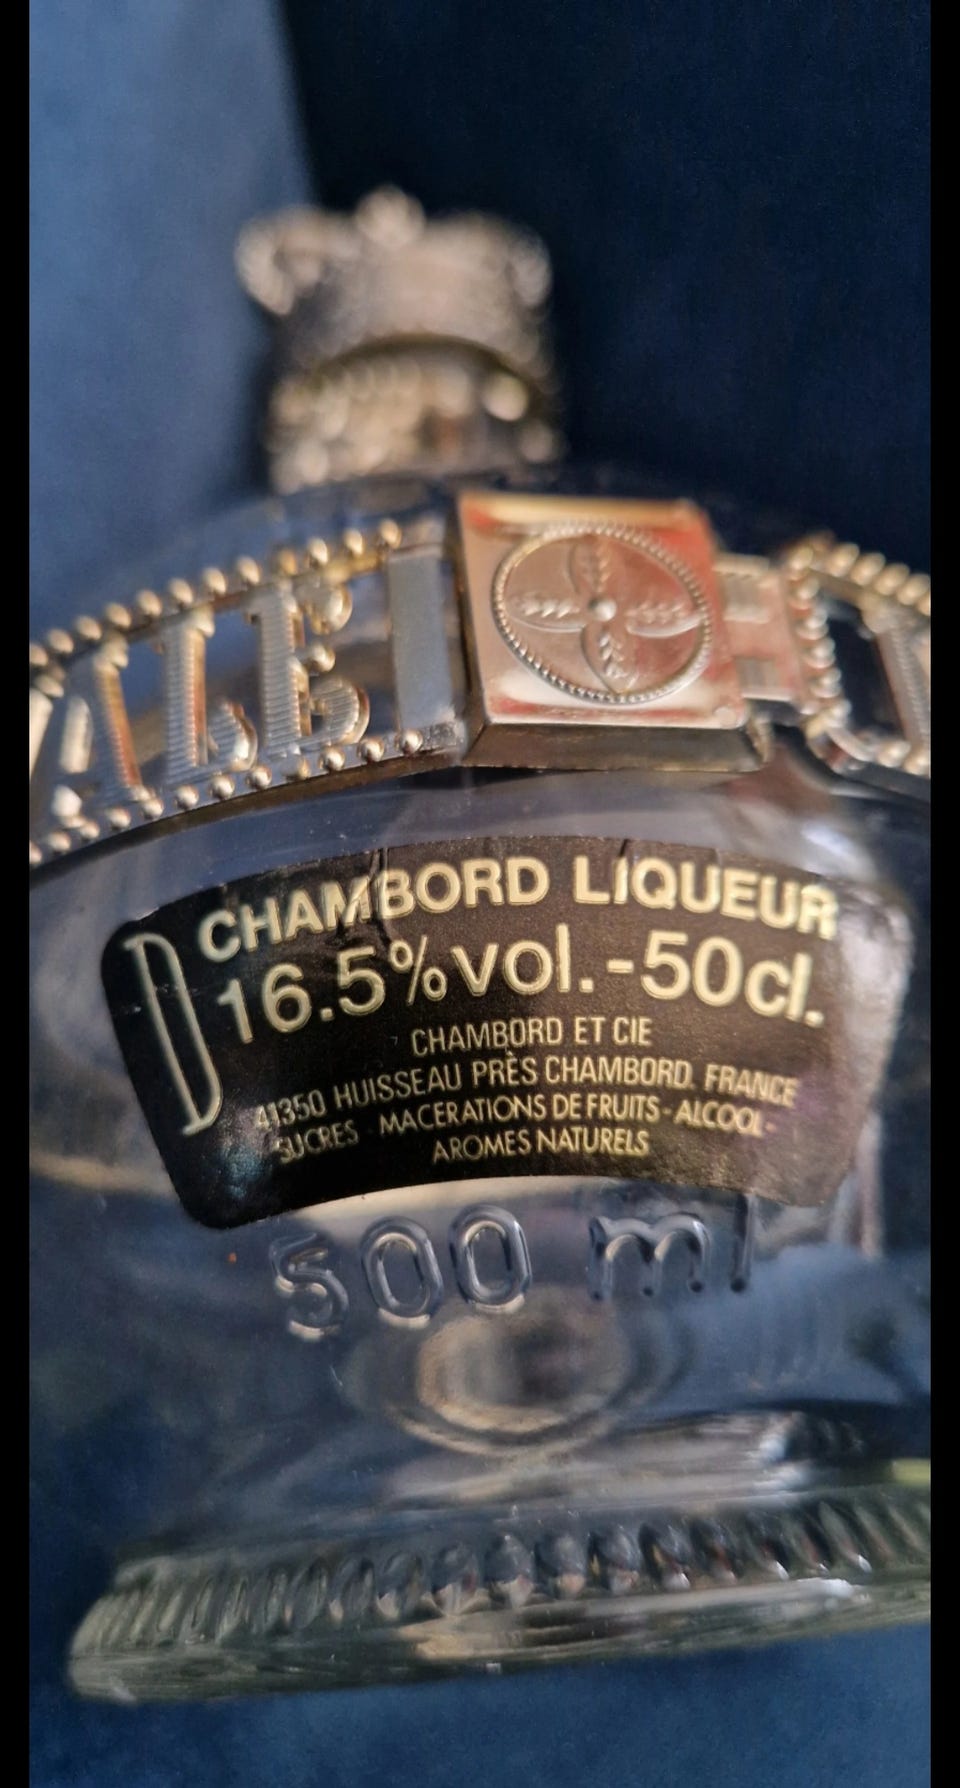 ALE
D
CHAMBORD LIQUEUR
16.5%vol.-50cl.
CHAMBORD ET CIE
41350 HUISSEAU PRÈS CHAMBORD. FRANCE
SUCRES - MACERATIONS DE FRUITS - ALCOOL -
AROMES NATURELS
500 ml